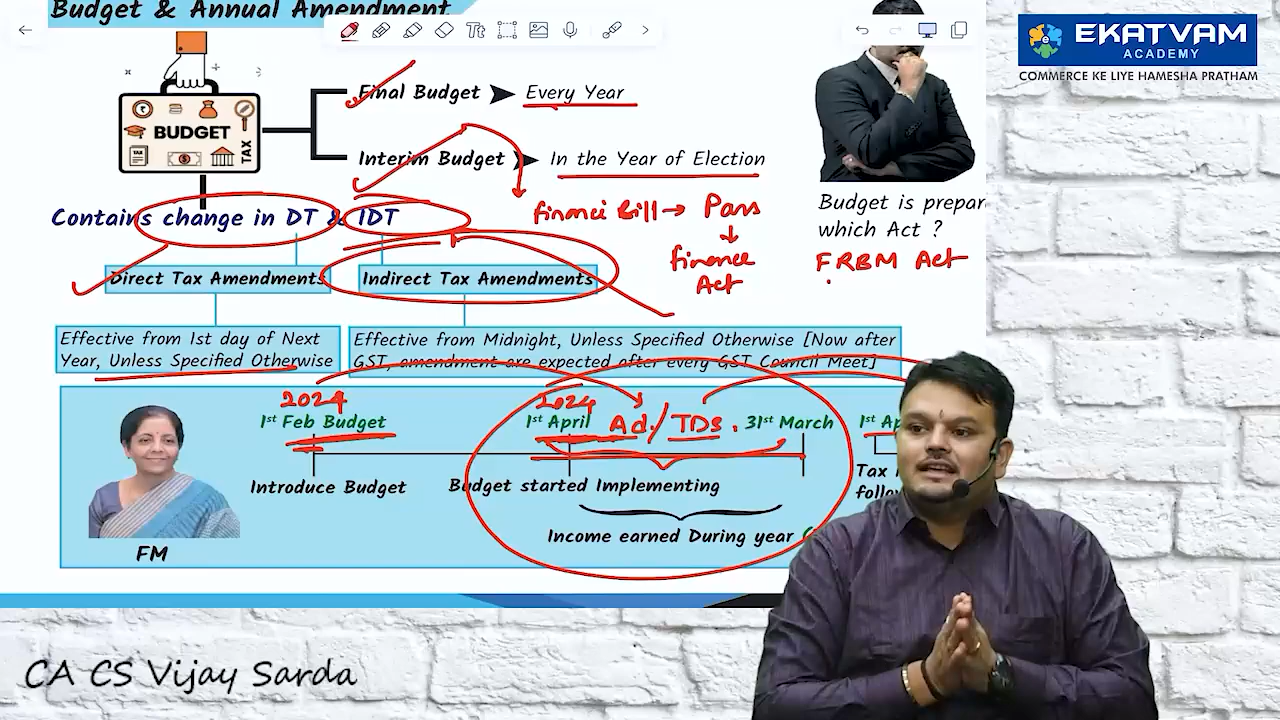 Budget & Annual Amendment
EKATVAM
ACADEMY
COMMERCE KE LIYE HAMESHA PRATHAM
Final Budget ➤ Every Year
BUDGET
TAX
Interim Budget ➤ In the Year of Election
Contains change in DT & IDT
Finance Bill → Pass
↓
Finance
Act
Budget is prepar
which Act ?
FRBM Act
Direct Tax Amendments
Indirect Tax Amendments
Effective from 1st day of Next
Year, Unless Specified Otherwise
Effective from Midnight, Unless Specified Otherwise [Now after
GST, amendment are expected after every GST Council Meet]
2024
1st Feb Budget
2024
1st April
Ad. / TDS.
31st March
1st Ap
Introduce Budget
Budget started Implementing
Tax
follow
Income earned During year (
FM
CA CS Vijay Sarda